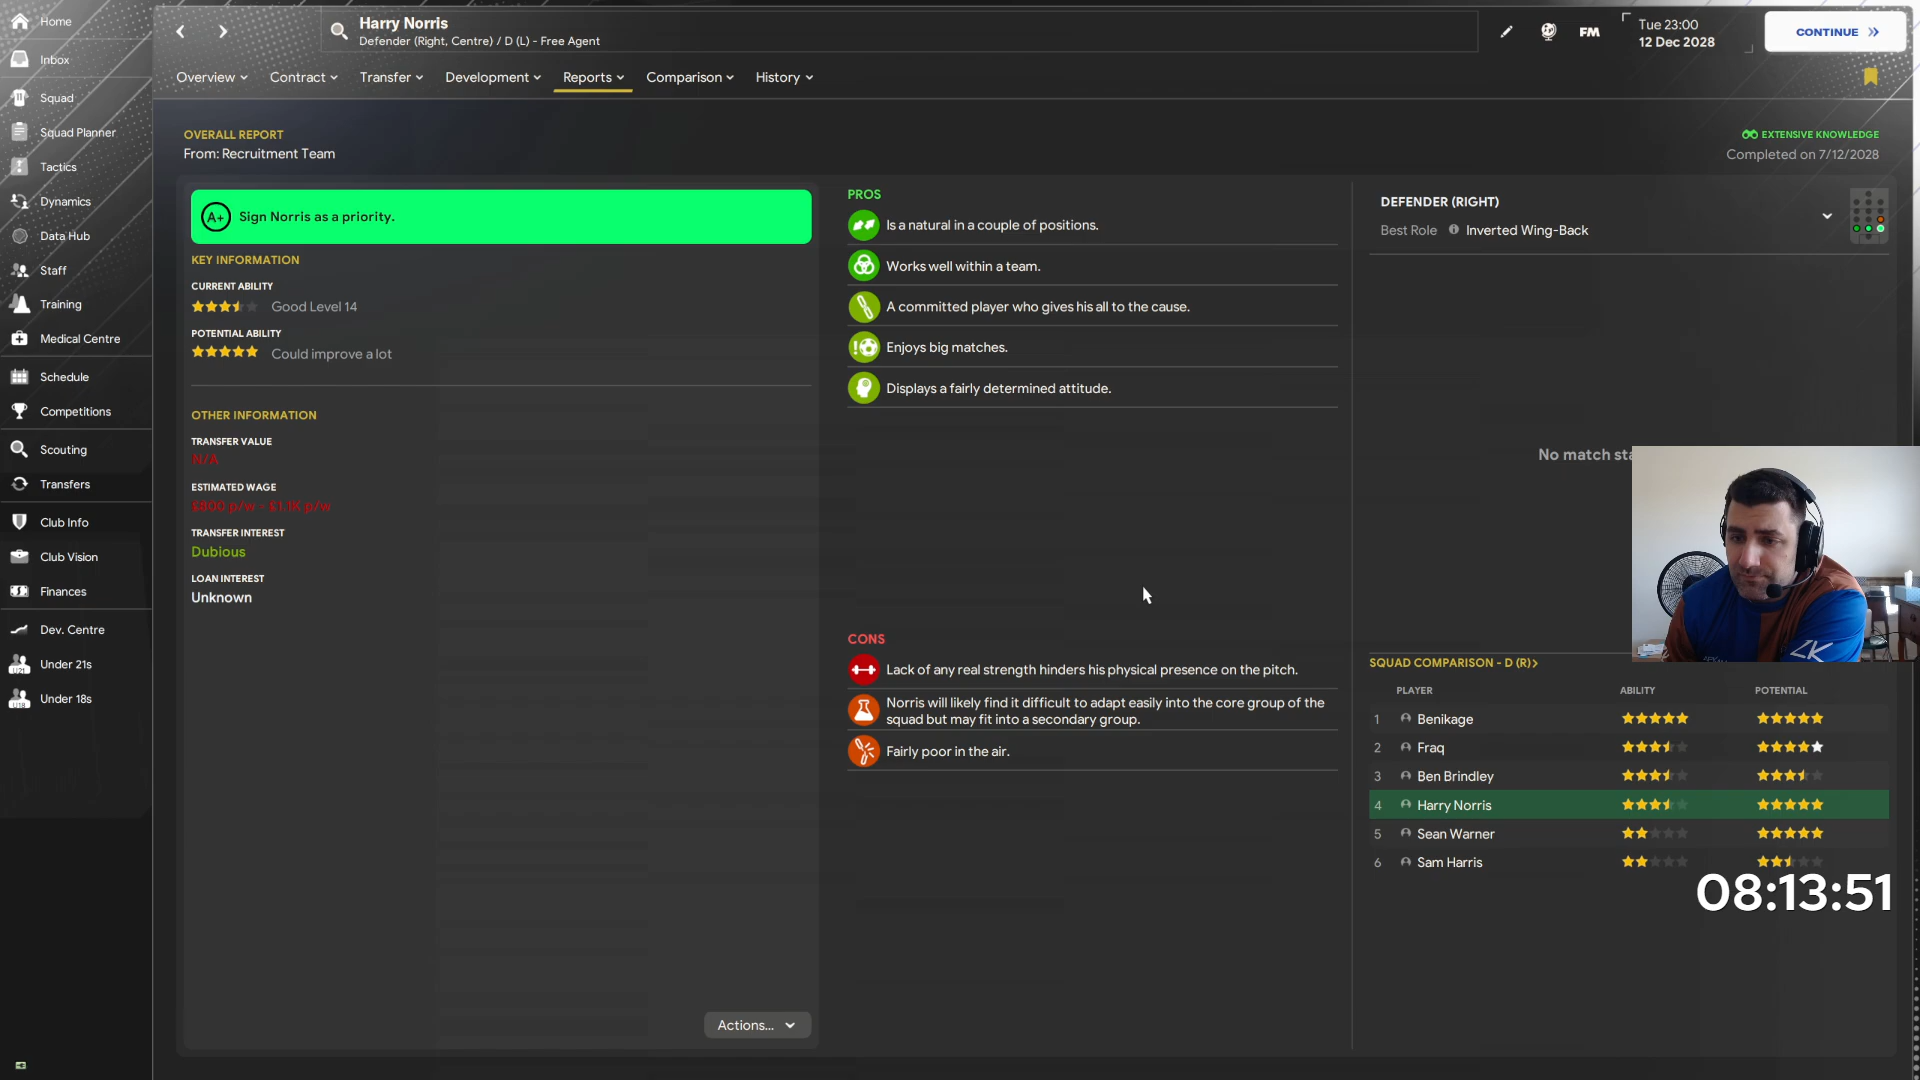 Home
Inbox
Squad
Squad Planner
Tactics
Dynamics
Data Hub
Staff
Training
Medical Centre
Schedule
Competitions
Scouting
Transfers
Club Info
Club Vision
Finances
Dev. Centre
Under 21s
Under 18s
Harry Norris
Defender (Right, Centre) / D (L) - Free Agent
FM
Tue 23:00
12 Dec 2028
CONTINUE
Overview
Contract
Transfer
Development
Reports
Comparison
History
OVERALL REPORT
From: Recruitment Team
EXTENSIVE KNOWLEDGE
Completed on 7/12/2028
A+ Sign Norris as a priority.
KEY INFORMATION
CURRENT ABILITY
Good Level 14
POTENTIAL ABILITY
Could improve a lot
OTHER INFORMATION
TRANSFER VALUE
N/A
ESTIMATED WAGE
£800 p/w - £1.1K p/w
TRANSFER INTEREST
Dubious
LOAN INTEREST
Unknown
Actions...
PROS
Is a natural in a couple of positions.
Works well within a team.
A committed player who gives his all to the cause.
Enjoys big matches.
Displays a fairly determined attitude.
CONS
Lack of any real strength hinders his physical presence on the pitch.
Norris will likely find it difficult to adapt easily into the core group of the
squad but may fit into a secondary group.
Fairly poor in the air.
DEFENDER (RIGHT)
Best Role Inverted Wing-Back
No match sta
SQUAD COMPARISON - D (R)>
PLAYER ABILITY POTENTIAL
1 Benikage
2 Fraq
3 Ben Brindley
4 Harry Norris
5 Sean Warner
6 Sam Harris
08:13:51